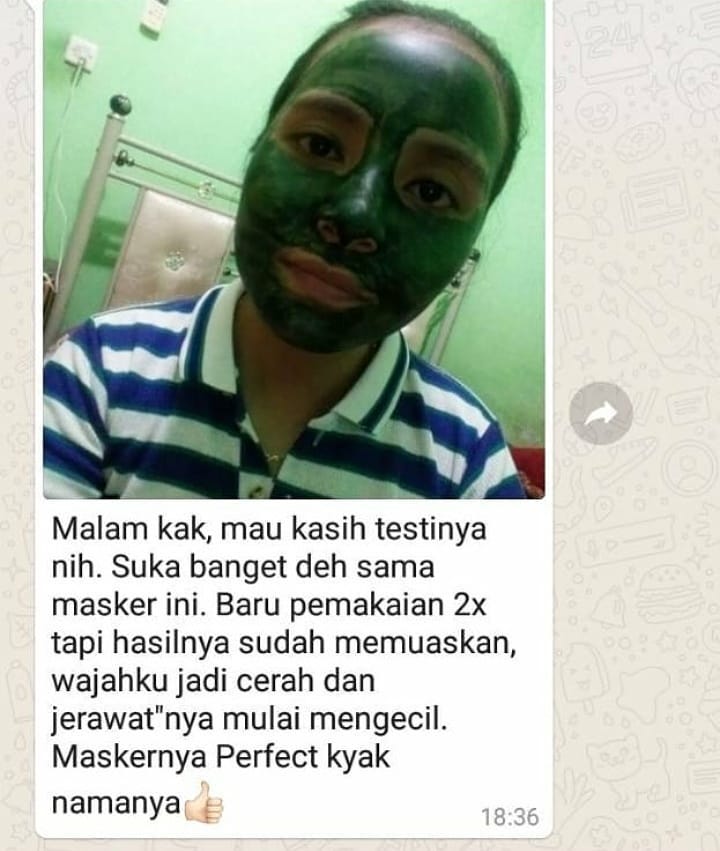 Malam kak, mau kasih testinya
nih. Suka banget deh sama
masker ini. Baru pemakaian 2x
tapi hasilnya sudah memuaskan,
wajahku jadi cerah dan
jerawat"nya mulai mengecil.
Maskernya Perfect kyak
namanya👍🏻
18:36